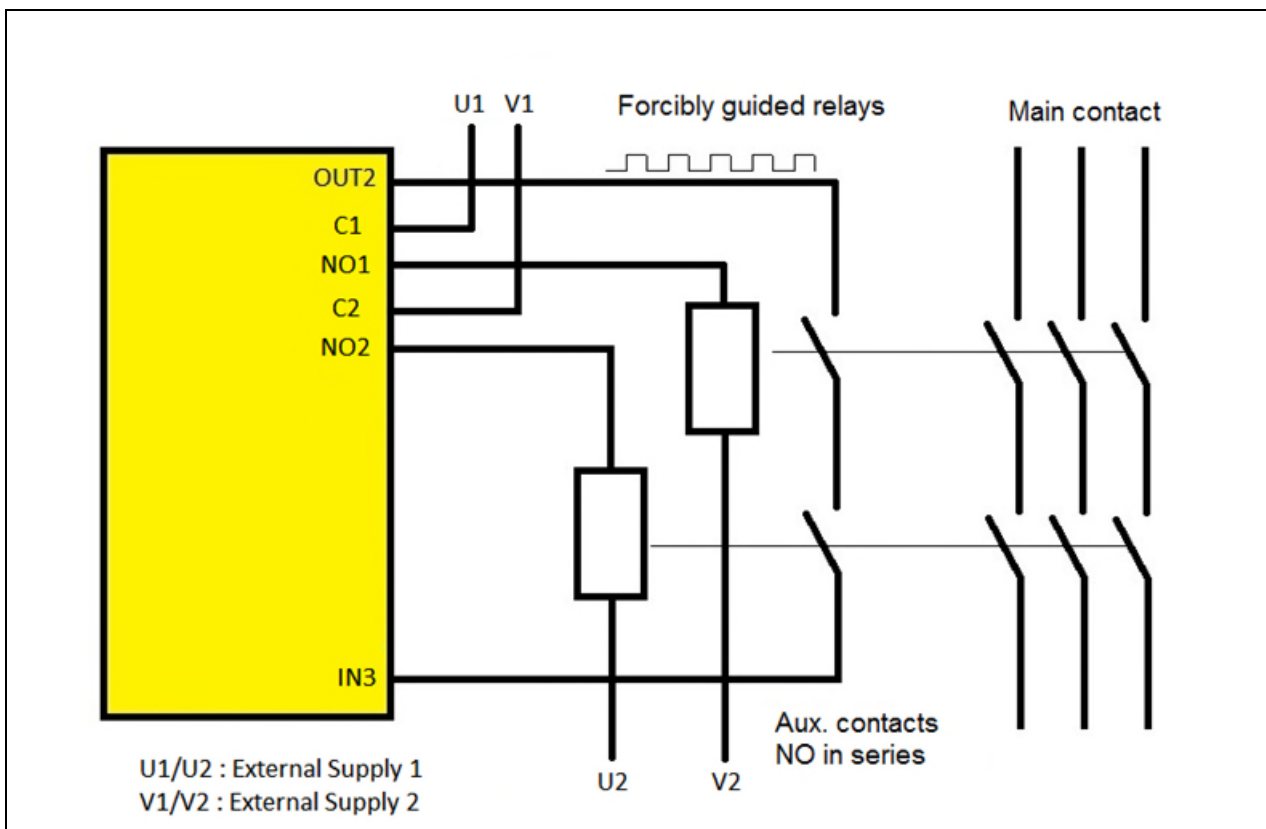 U1 V1
Forcibly guided relays
Main contact
OUT2
C1
NO1
C2
NO2
IN3
Aux. contacts
NO in series
U2
V2
U1/U2 : External Supply 1
V1/V2 : External Supply 2